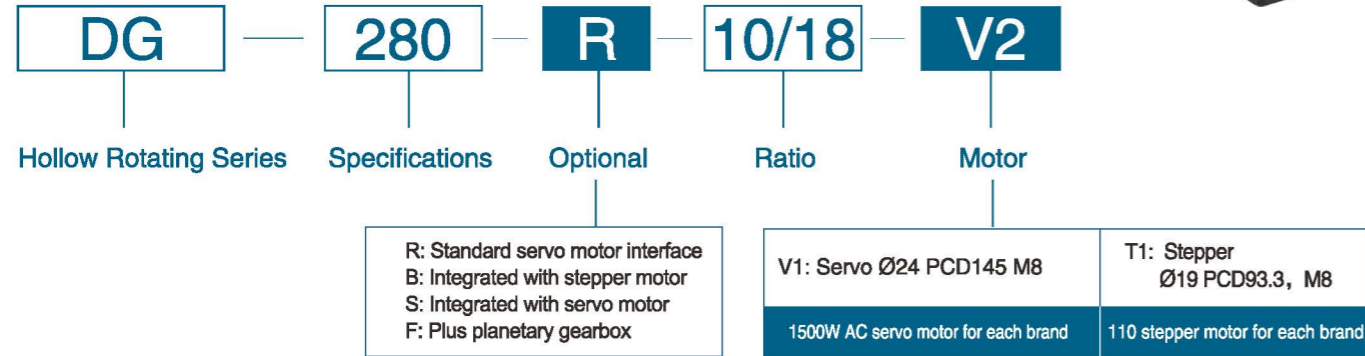 DG — 280 — R — 10/18 — V2
Hollow Rotating Series Specifications Optional Ratio Motor
R: Standard servo motor interface
B: Integrated with stepper motor
S: Integrated with servo motor
F: Plus planetary gearbox
V1: Servo Ø24 PCD145 M8
1500W AC servo motor for each brand
T1: Stepper
Ø19 PCD93.3, M8
110 stepper motor for each brand